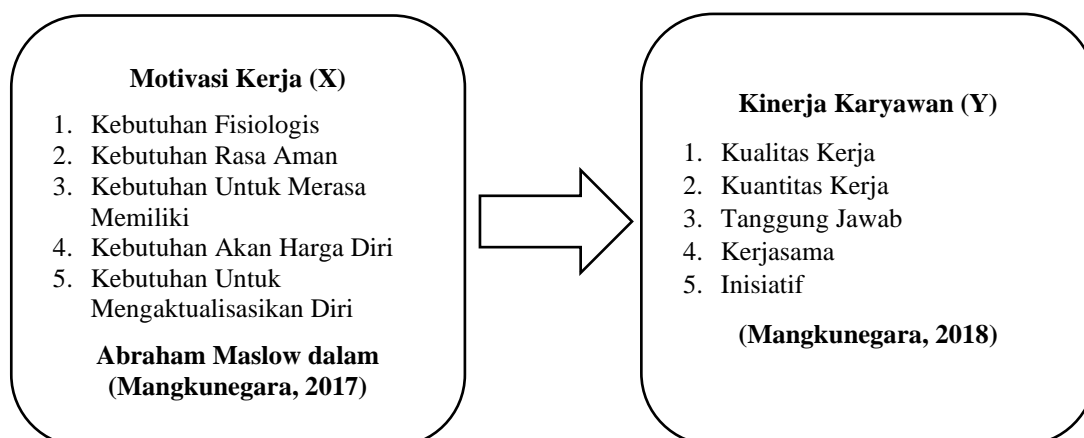 Motivasi Kerja (X)
1. Kebutuhan Fisiologis
2. Kebutuhan Rasa Aman
3. Kebutuhan Untuk Merasa
Memiliki
4. Kebutuhan Akan Harga Diri
5. Kebutuhan Untuk
Mengaktualisasikan Diri
Abraham Maslow dalam
(Mangkunegara, 2017)
Kinerja Karyawan (Y)
1. Kualitas Kerja
2. Kuantitas Kerja
3. Tanggung Jawab
4. Kerjasama
5. Inisiatif
(Mangkunegara, 2018)